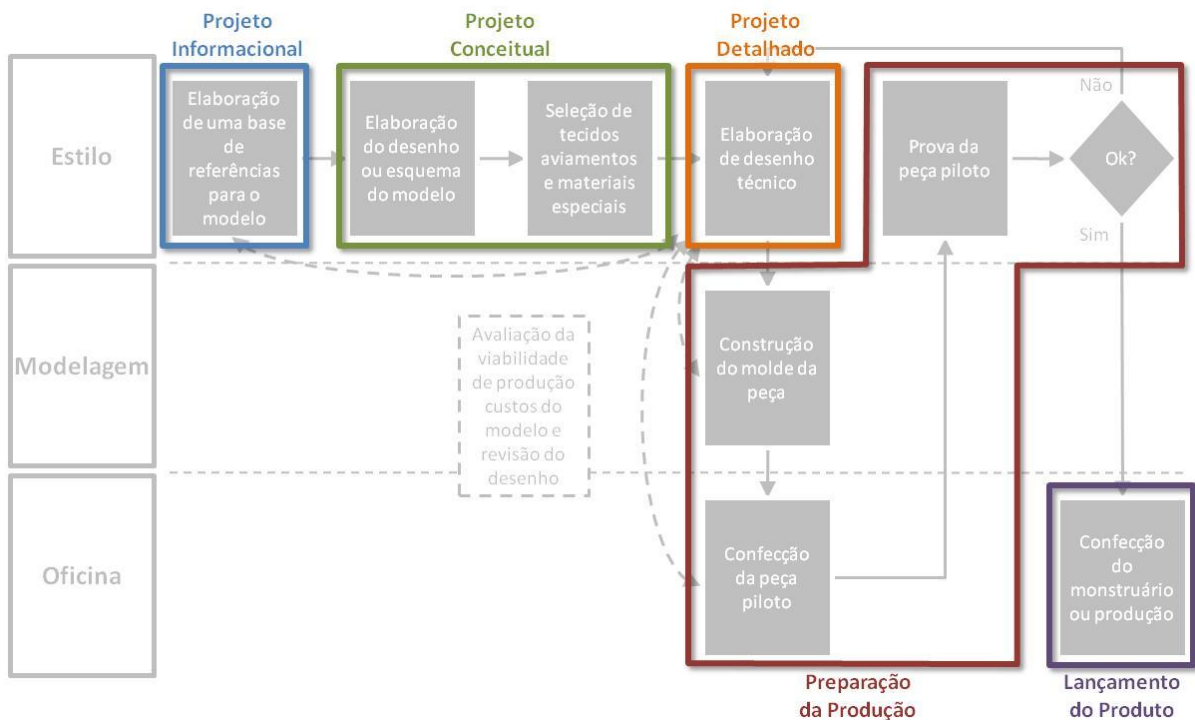 Projeto
Informacional
Projeto
Conceitual
Projeto
Detalhado
Estilo
Elaboração
de uma base
de
referências
para o
modelo
Elaboração
do desenho
ou esquema
do modelo
Seleção de
tecidos
aviamentos
e materiais
especiais
Elaboração
de desenho
técnico
Prova da
peça piloto
Não
Ok?
Sim
Modelagem
Avaliação da
viabilidade
de produção
custos do
modelo e
revisão do
desenho
Construção
do molde da
peça
Oficina
Confecção
da peça
piloto
Confecção
do
monstruário
ou produção
Preparação
da Produção
Lançamento
do Produto